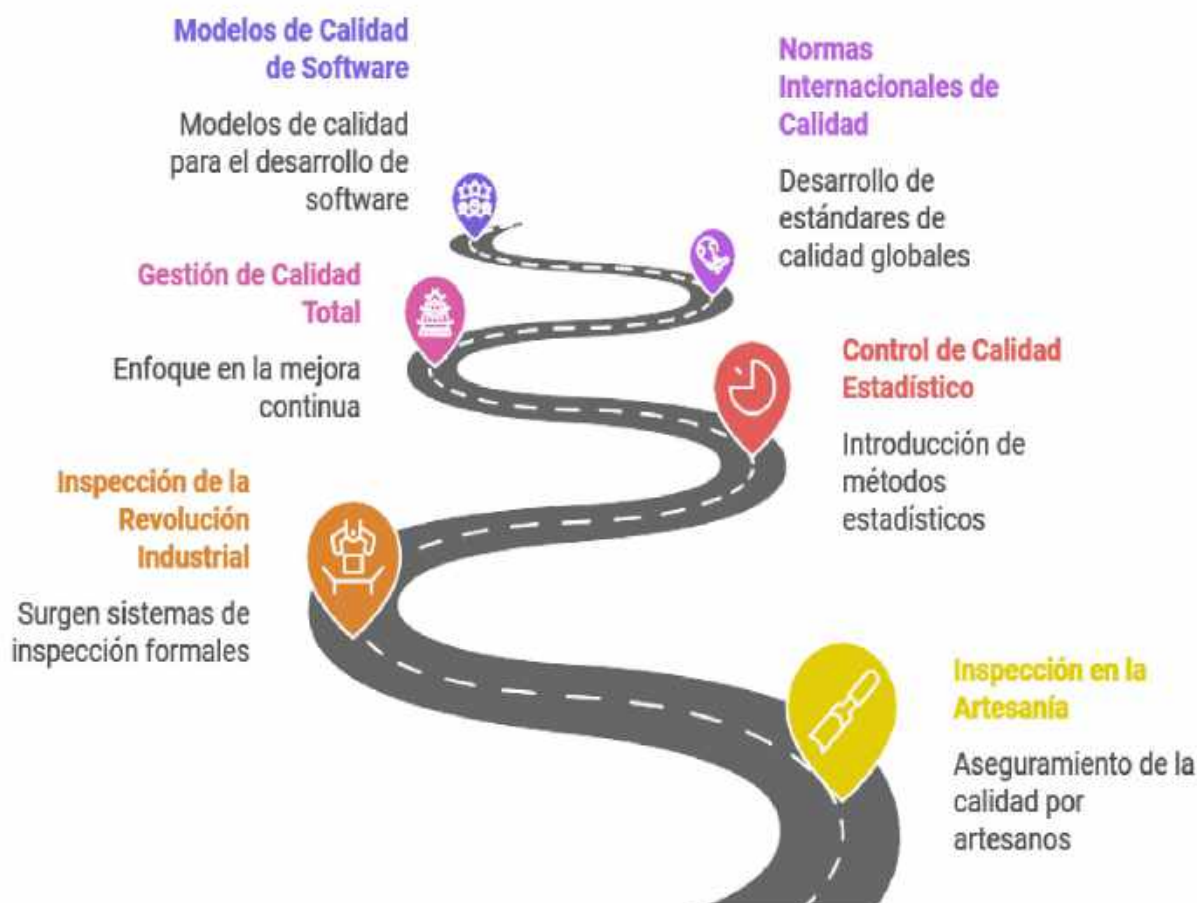 Modelos de Calidad
de Software
Modelos de calidad
para el desarrollo de
software
Normas
Internacionales de
Calidad
Desarrollo de
estándares de
calidad globales
Gestión de Calidad
Total
Enfoque en la mejora
continua
Control de Calidad
Estadístico
Introducción de
métodos
estadísticos
Inspección de la
Revolución
Industrial
Surgen sistemas de
inspección formales
Inspección en la
Artesanía
Aseguramiento de la
calidad por
artesanos